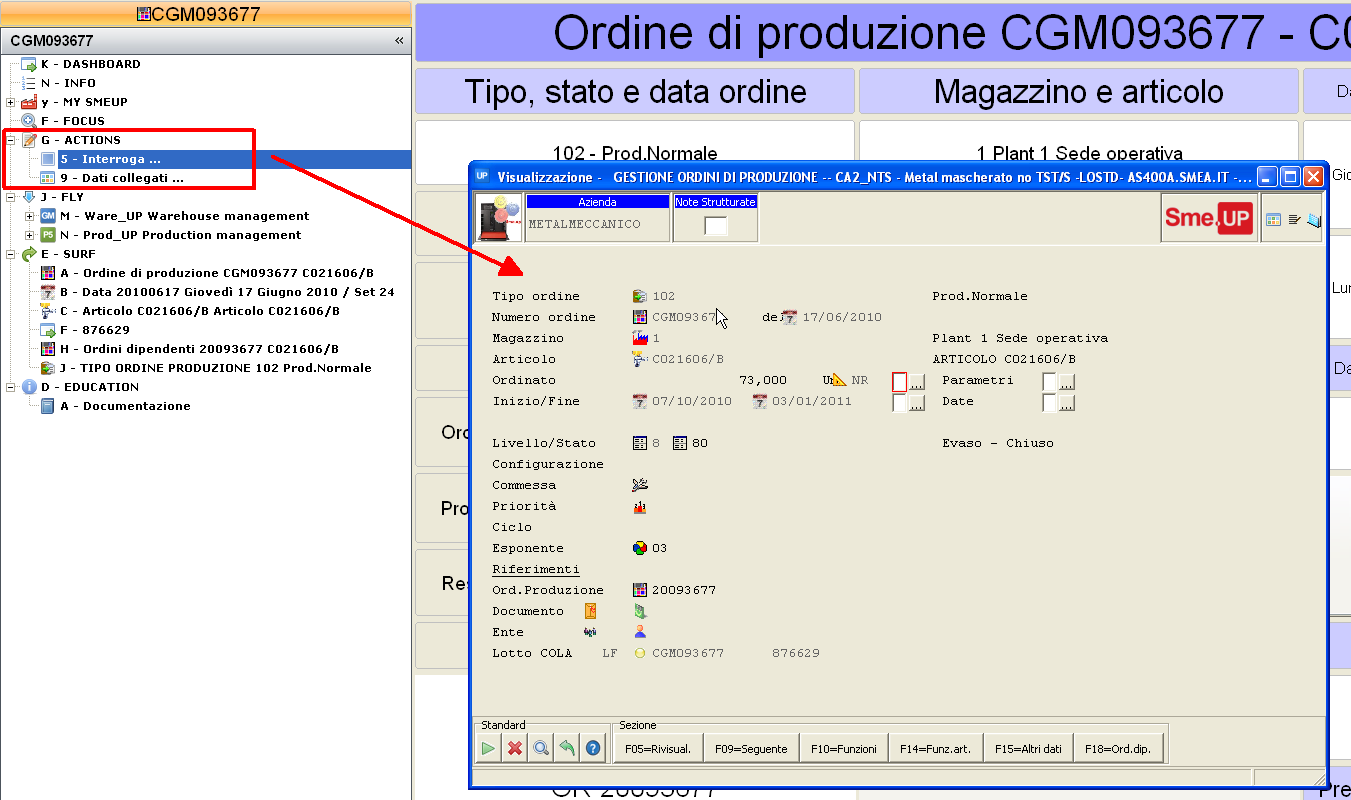 CGM093677
CGM093677 «
K - DASHBOARD
N - INFO
y - MY SMEUP
F - FOCUS
G - ACTIONS
5 - Interroga ...
9 - Dati collegati ...
J - FLY
GM M - Ware_UP Warehouse management
P5 N - Prod_UP Production management
E - SURF
A - Ordine di produzione CGM093677 C021606/B
B - Data 20100617 Giovedì 17 Giugno 2010 / Set 24
C - Articolo C021606/B Articolo C021606/B
F - 876629
H - Ordini dipendenti 20093677 C021606/B
J - TIPO ORDINE PRODUZIONE 102 Prod.Normale
D - EDUCATION
A - Documentazione
Ordine di produzione CGM093677 - C0
Tipo, stato e data ordine Magazzino e articolo Da
102 - Prod.Normale 1 Plant 1 Sede operativa
Gio
Lun
Da
Ord
Pro
Res
UP Visualizzazione - GESTIONE ORDINI DI PRODUZIONE -- CA2_NTS - Metal mascherato no TST/S -LOSTD- AS400A.SMEA.IT -...
Azienda Note Strutturate
METALMECCANICO
Sme.UP
Tipo ordine 102 Prod.Normale
Numero ordine CGM09367 del 17/06/2010
Magazzino 1 Plant 1 Sede operativa
Articolo C021606/B ARTICOLO C021606/B
Ordinato 73,000 NR ... Parametri ...
Inizio/Fine 07/10/2010 03/01/2011 ... Date ...
Livello/Stato 8 80 Evaso - Chiuso
Configurazione
Commessa
Priorità
Ciclo
Esponente 03
Riferimenti
Ord.Produzione 20093677
Documento
Ente
Lotto COLA LF CGM093677 876629
Standard Sezione
F05=Rivisual. F09=Seguente F10=Funzioni F14=Funz.art. F15=Altri dati F18=Ord.dip.
Pre